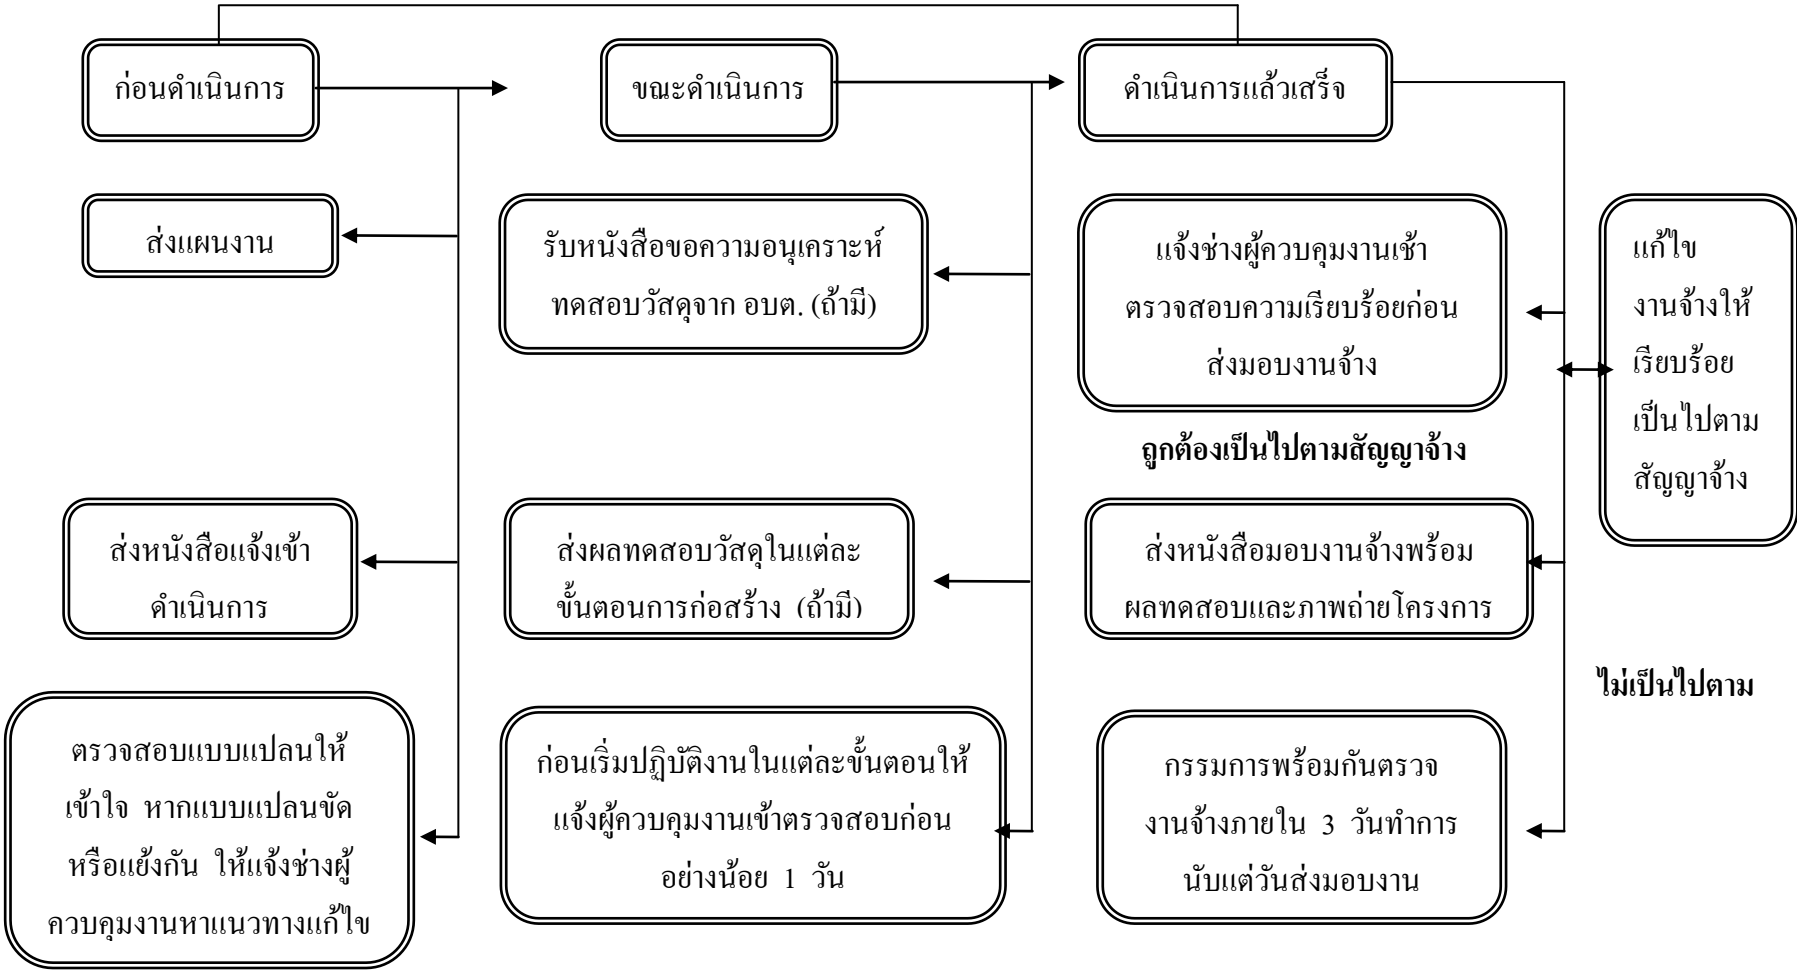 ก่อนดำเนินการ
ขณะดำเนินการ
ดำเนินการแล้วเสร็จ
ส่งแผนงาน
รับหนังสือขอความอนุเคราะห์
ทดสอบวัสดุจาก อบต. (ถ้ามี)
แจ้งช่างผู้ควบคุมงานเช้า
ตรวจสอบความเรียบร้อยก่อน
ส่งมอบงานจ้าง
แก้ไข
งานจ้างให้
เรียบร้อย
เป็นไปตาม
สัญญาจ้าง
ถูกต้องเป็นไปตามสัญญาจ้าง
ส่งหนังสือแจ้งเข้า
ดำเนินการ
ส่งผลทดสอบวัสดุในแต่ละ
ขั้นตอนการก่อสร้าง (ถ้ามี)
ส่งหนังสือมอบงานจ้างพร้อม
ผลทดสอบและภาพถ่ายโครงการ
ไม่เป็นไปตาม
ตรวจสอบแบบแปลนให้
เข้าใจ หากแบบแปลนขัด
หรือแย้งกัน ให้แจ้งช่างผู้
ควบคุมงานหาแนวทางแก้ไข
ก่อนเริ่มปฏิบัติงานในแต่ละขั้นตอนให้
แจ้งผู้ควบคุมงานเข้าตรวจสอบก่อน
อย่างน้อย 1 วัน
กรรมการพร้อมกันตรวจ
งานจ้างภายใน 3 วันทำการ
นับแต่วันส่งมอบงาน